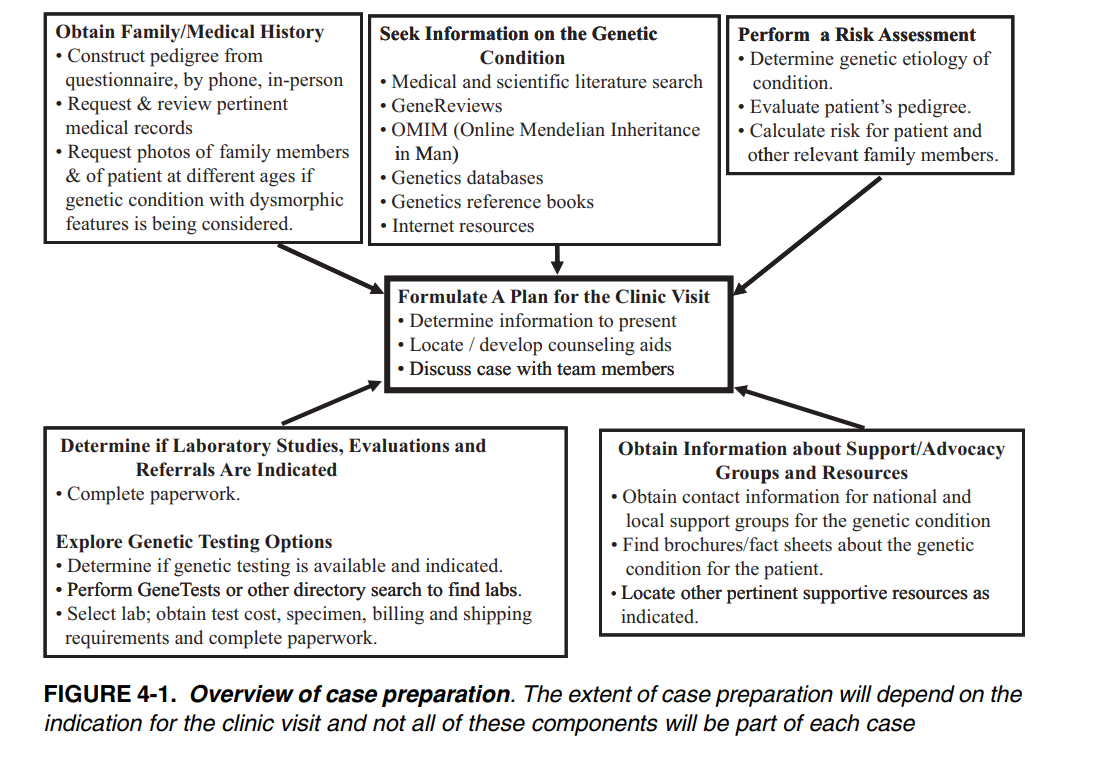 Obtain Family/Medical History
• Construct pedigree from
questionnaire, by phone, in-person
• Request & review pertinent
medical records
• Request photos of family members
& of patient at different ages if
genetic condition with dysmorphic
features is being considered.
Seek Information on the Genetic
Condition
• Medical and scientific literature search
• GeneReviews
• OMIM (Online Mendelian Inheritance
in Man)
• Genetics databases
• Genetics reference books
• Internet resources
Perform a Risk Assessment
• Determine genetic etiology of
condition.
• Evaluate patient's pedigree.
• Calculate risk for patient and
other relevant family members.
Formulate A Plan for the Clinic Visit
• Determine information to present
• Locate / develop counseling aids
• Discuss case with team members
Determine if Laboratory Studies, Evaluations and
Referrals Are Indicated
• Complete paperwork.
Explore Genetic Testing Options
• Determine if genetic testing is available and indicated.
• Perform GeneTests or other directory search to find labs.
• Select lab; obtain test cost, specimen, billing and shipping
requirements and complete paperwork.
Obtain Information about Support/Advocacy
Groups and Resources
• Obtain contact information for national and
local support groups for the genetic condition
• Find brochures/fact sheets about the genetic
condition for the patient.
• Locate other pertinent supportive resources as
indicated.
FIGURE 4-1. Overview of case preparation. The extent of case preparation will depend on the
indication for the clinic visit and not all of these components will be part of each case